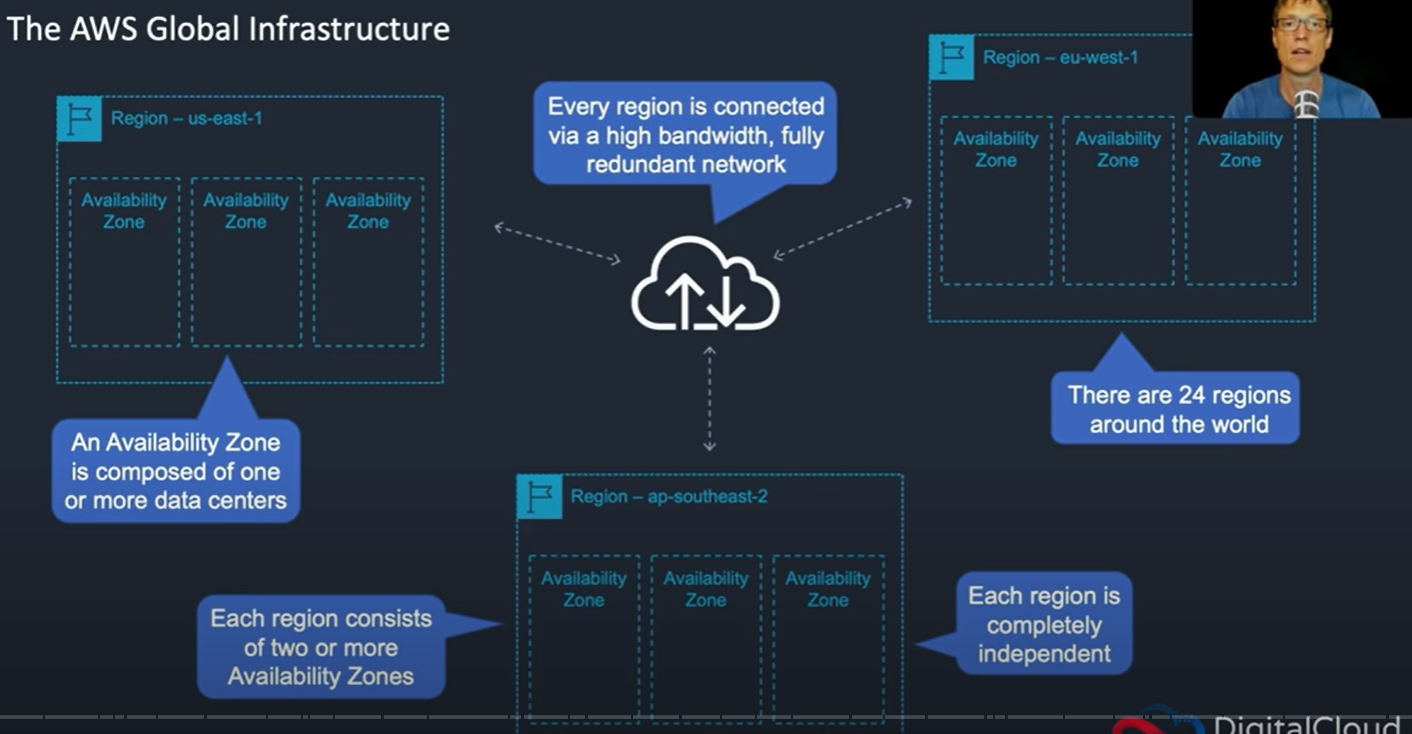 The AWS Global Infrastructure
Region – us-east-1
Availability
Zone
Availability
Zone
Availability
Zone
An Availability Zone
is composed of one
or more data centers
Every region is connected
via a high bandwidth, fully
redundant network
Region – eu-west-1
Availability
Zone
Availability
Zone
Availability
Zone
There are 24 regions
around the world
Region – ap-southeast-2
Availability
Zone
Availability
Zone
Availability
Zone
Each region consists
of two or more
Availability Zones
Each region is
completely
independent
DigitalCloud